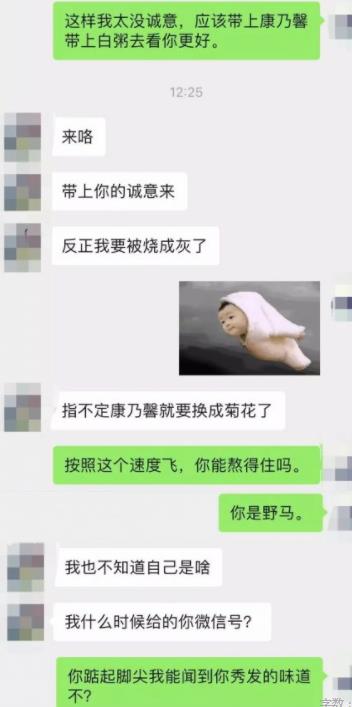 这样我太没诚意，应该带上康乃馨
带上白粥去看你更好。
12:25
来咯
带上你的诚意来
反正我要被烧成灰了
指不定康乃馨就要换成菊花了
按照这个速度飞，你能熬得住吗。
你是野马。
我也不知道自己是啥
我什么时候给的你微信号？
你踮起脚尖我能闻到你秀发的味道
不？
字数：